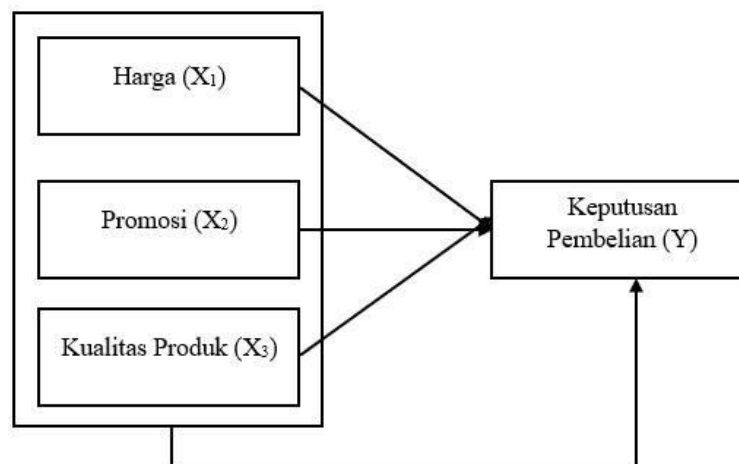 Harga (X₁)
Promosi (X₂)
Kualitas Produk (X₃)
Keputusan
Pembelian (Y)